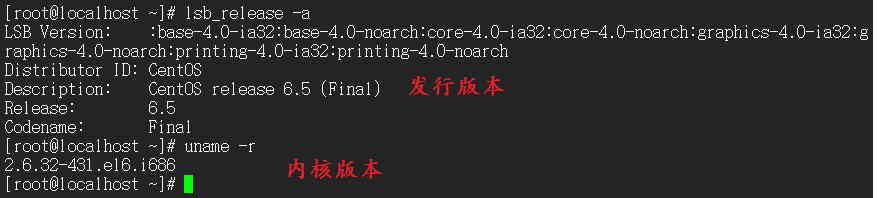 [root@localhost ~]# lsb_release -a
LSB Version:    :base-4.0-ia32:base-4.0-noarch:core-4.0-ia32:core-4.0-noarch:graphics-4.0-ia32:g
raphics-4.0-noarch:printing-4.0-ia32:printing-4.0-noarch
Distributor ID: CentOS
Description:    CentOS release 6.5 (Final) 发行版本
Release:        6.5
Codename:       Final
[root@localhost ~]# uname -r
2.6.32-431.el6.i686 内核版本
[root@localhost ~]#